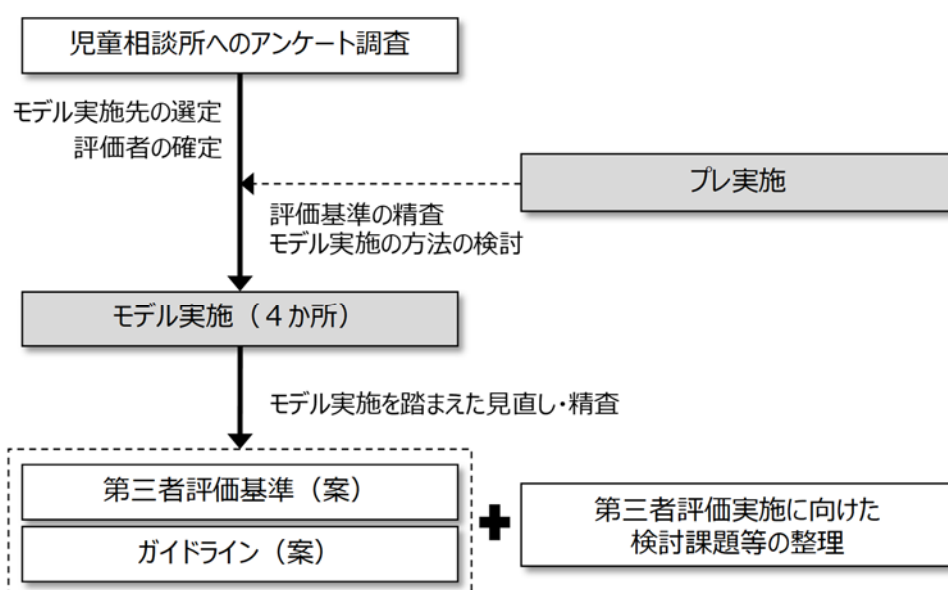 児童相談所へのアンケート調査
モデル実施先の選定
評価者の確定
プレ実施
評価基準の精査
モデル実施の方法の検討
モデル実施（４か所）
モデル実施を踏まえた見直し・精査
第三者評価基準（案）
ガイドライン（案）
第三者評価実施に向けた
検討課題等の整理